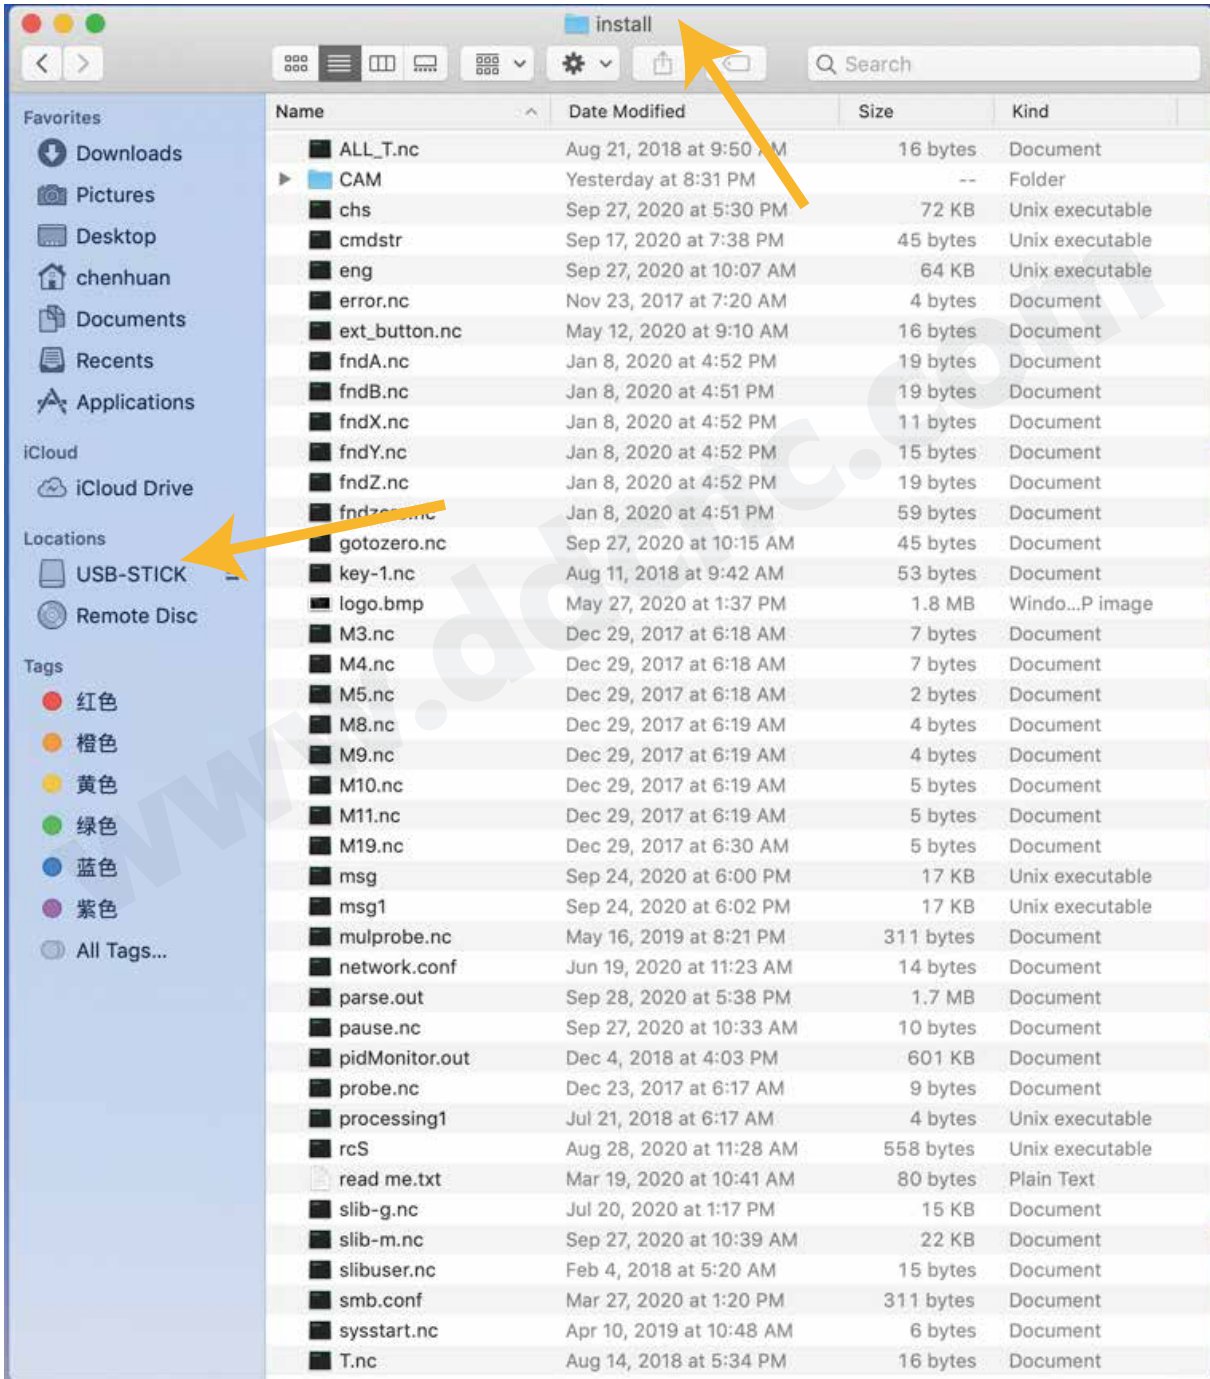 install
Search
Favorites
Downloads
Pictures
Desktop
chenhuan
Documents
Recents
Applications
iCloud
iCloud Drive
Locations
USB-STICK
Remote Disc
Tags
红色
橙色
黄色
绿色
蓝色
紫色
All Tags...
Name Date Modified Size Kind
ALL_T.nc Aug 21, 2018 at 9:50 AM 16 bytes Document
CAM Yesterday at 8:31 PM -- Folder
chs Sep 27, 2020 at 5:30 PM 72 KB Unix executable
cmdstr Sep 17, 2020 at 7:38 PM 45 bytes Unix executable
eng Sep 27, 2020 at 10:07 AM 64 KB Unix executable
error.nc Nov 23, 2017 at 7:20 AM 4 bytes Document
ext_button.nc May 12, 2020 at 9:10 AM 16 bytes Document
fndA.nc Jan 8, 2020 at 4:52 PM 19 bytes Document
fndB.nc Jan 8, 2020 at 4:51 PM 19 bytes Document
fndX.nc Jan 8, 2020 at 4:52 PM 11 bytes Document
fndY.nc Jan 8, 2020 at 4:52 PM 15 bytes Document
fndZ.nc Jan 8, 2020 at 4:52 PM 19 bytes Document
fndzero.nc Jan 8, 2020 at 4:51 PM 59 bytes Document
gotozero.nc Sep 27, 2020 at 10:15 AM 45 bytes Document
key-1.nc Aug 11, 2018 at 9:42 AM 53 bytes Document
logo.bmp May 27, 2020 at 1:37 PM 1.8 MB Windo...P image
M3.nc Dec 29, 2017 at 6:18 AM 7 bytes Document
M4.nc Dec 29, 2017 at 6:18 AM 7 bytes Document
M5.nc Dec 29, 2017 at 6:18 AM 2 bytes Document
M8.nc Dec 29, 2017 at 6:19 AM 4 bytes Document
M9.nc Dec 29, 2017 at 6:19 AM 4 bytes Document
M10.nc Dec 29, 2017 at 6:19 AM 5 bytes Document
M11.nc Dec 29, 2017 at 6:19 AM 5 bytes Document
M19.nc Dec 29, 2017 at 6:30 AM 5 bytes Document
msg Sep 24, 2020 at 6:00 PM 17 KB Unix executable
msg1 Sep 24, 2020 at 6:02 PM 17 KB Unix executable
mulprobe.nc May 16, 2019 at 8:21 PM 311 bytes Document
network.conf Jun 19, 2020 at 11:23 AM 14 bytes Document
parse.out Sep 28, 2020 at 5:38 PM 1.7 MB Document
pause.nc Sep 27, 2020 at 10:33 AM 10 bytes Document
pidMonitor.out Dec 4, 2018 at 4:03 PM 601 KB Document
probe.nc Dec 23, 2017 at 6:17 AM 9 bytes Document
processing1 Jul 21, 2018 at 6:17 AM 4 bytes Unix executable
rcS Aug 28, 2020 at 11:28 AM 558 bytes Unix executable
read me.txt Mar 19, 2020 at 10:41 AM 80 bytes Plain Text
slib-g.nc Jul 20, 2020 at 1:17 PM 15 KB Document
slib-m.nc Sep 27, 2020 at 10:39 AM 22 KB Document
slibuser.nc Feb 4, 2018 at 5:20 AM 15 bytes Document
smb.conf Mar 27, 2020 at 1:20 PM 311 bytes Document
sysstart.nc Apr 10, 2019 at 10:48 AM 6 bytes Document
T.nc Aug 14, 2018 at 5:34 PM 16 bytes Document
www.ddcnc.com